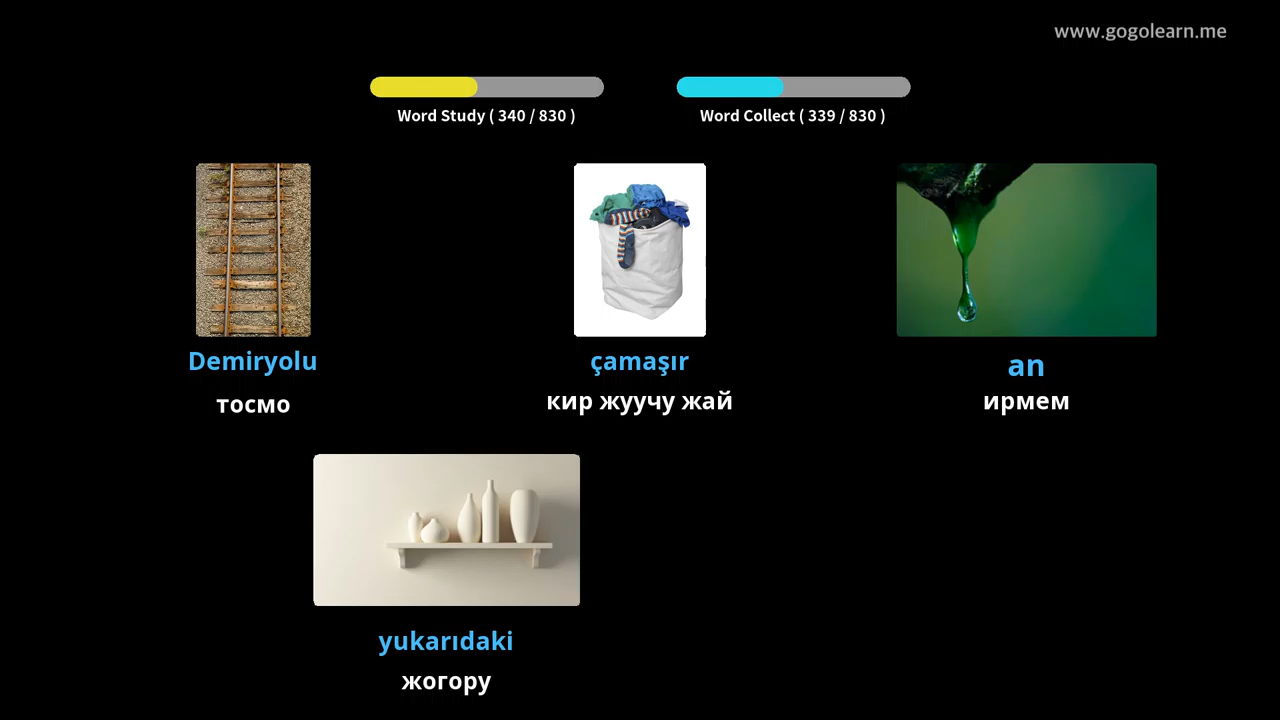 www.gogolearn.me
Word Study ( 340 / 830 )
Word Collect ( 339 / 830 )
Demiryolu
тосмо
çamaşır
кир жуучу жай
an
ирмем
yukarıdaki
жогору